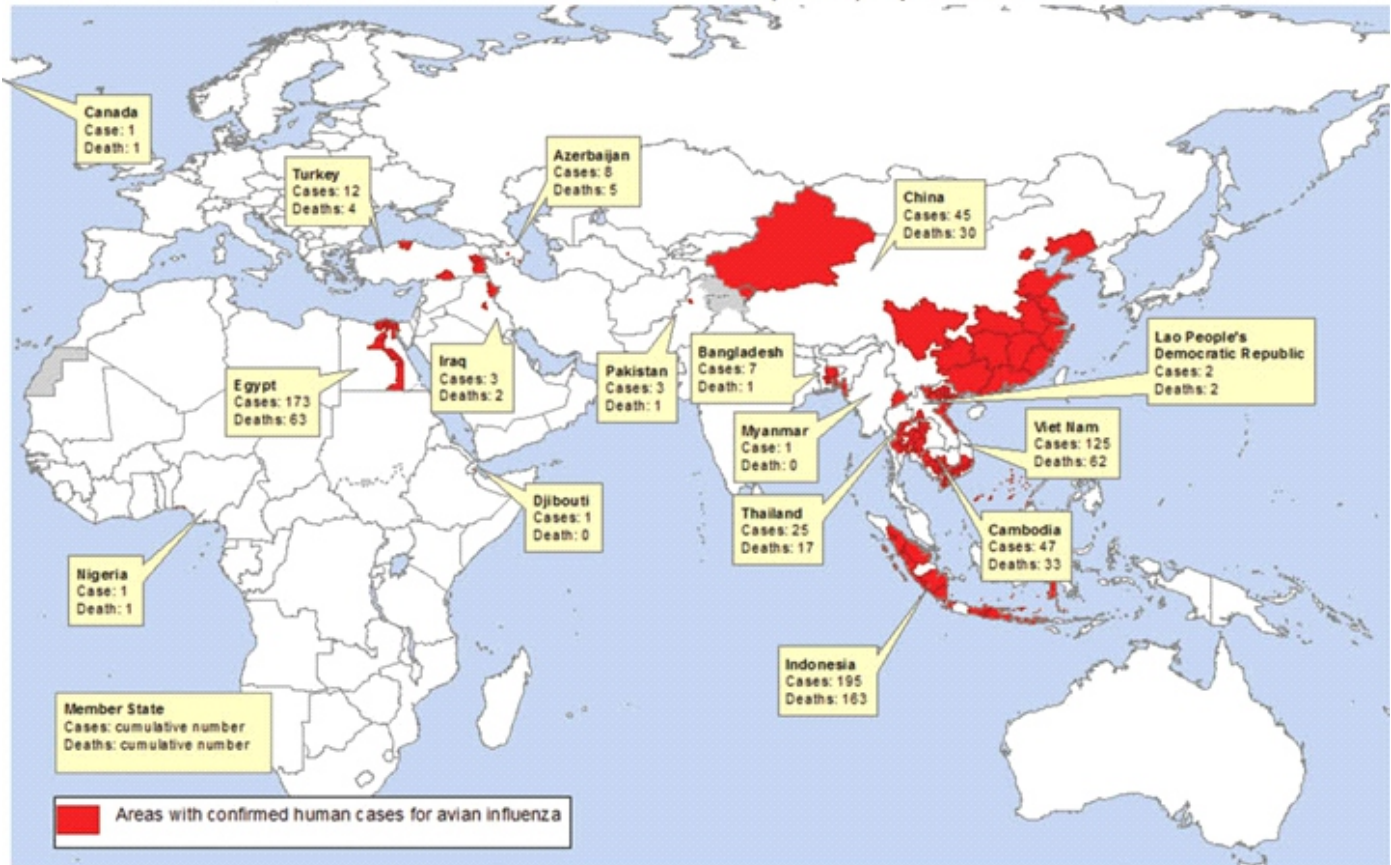 Canada
Case: 1
Death: 1
Turkey
Cases: 12
Deaths: 4
Azerbaijan
Cases: 8
Deaths: 5
China
Cases: 45
Deaths: 30
Egypt
Cases: 173
Deaths: 63
Iraq
Cases: 3
Deaths: 2
Pakistan
Cases: 3
Death: 1
Bangladesh
Cases: 7
Death: 1
Lao People's
Democratic Republic
Cases: 2
Deaths: 2
Myanmar
Case: 1
Death: 0
Viet Nam
Cases: 125
Deaths: 62
Djibouti
Cases: 1
Death: 0
Thailand
Cases: 25
Deaths: 17
Cambodia
Cases: 47
Deaths: 33
Nigeria
Case: 1
Death: 1
Indonesia
Cases: 195
Deaths: 163
Member State
Cases: cumulative number
Deaths: cumulative number
Areas with confirmed human cases for avian influenza